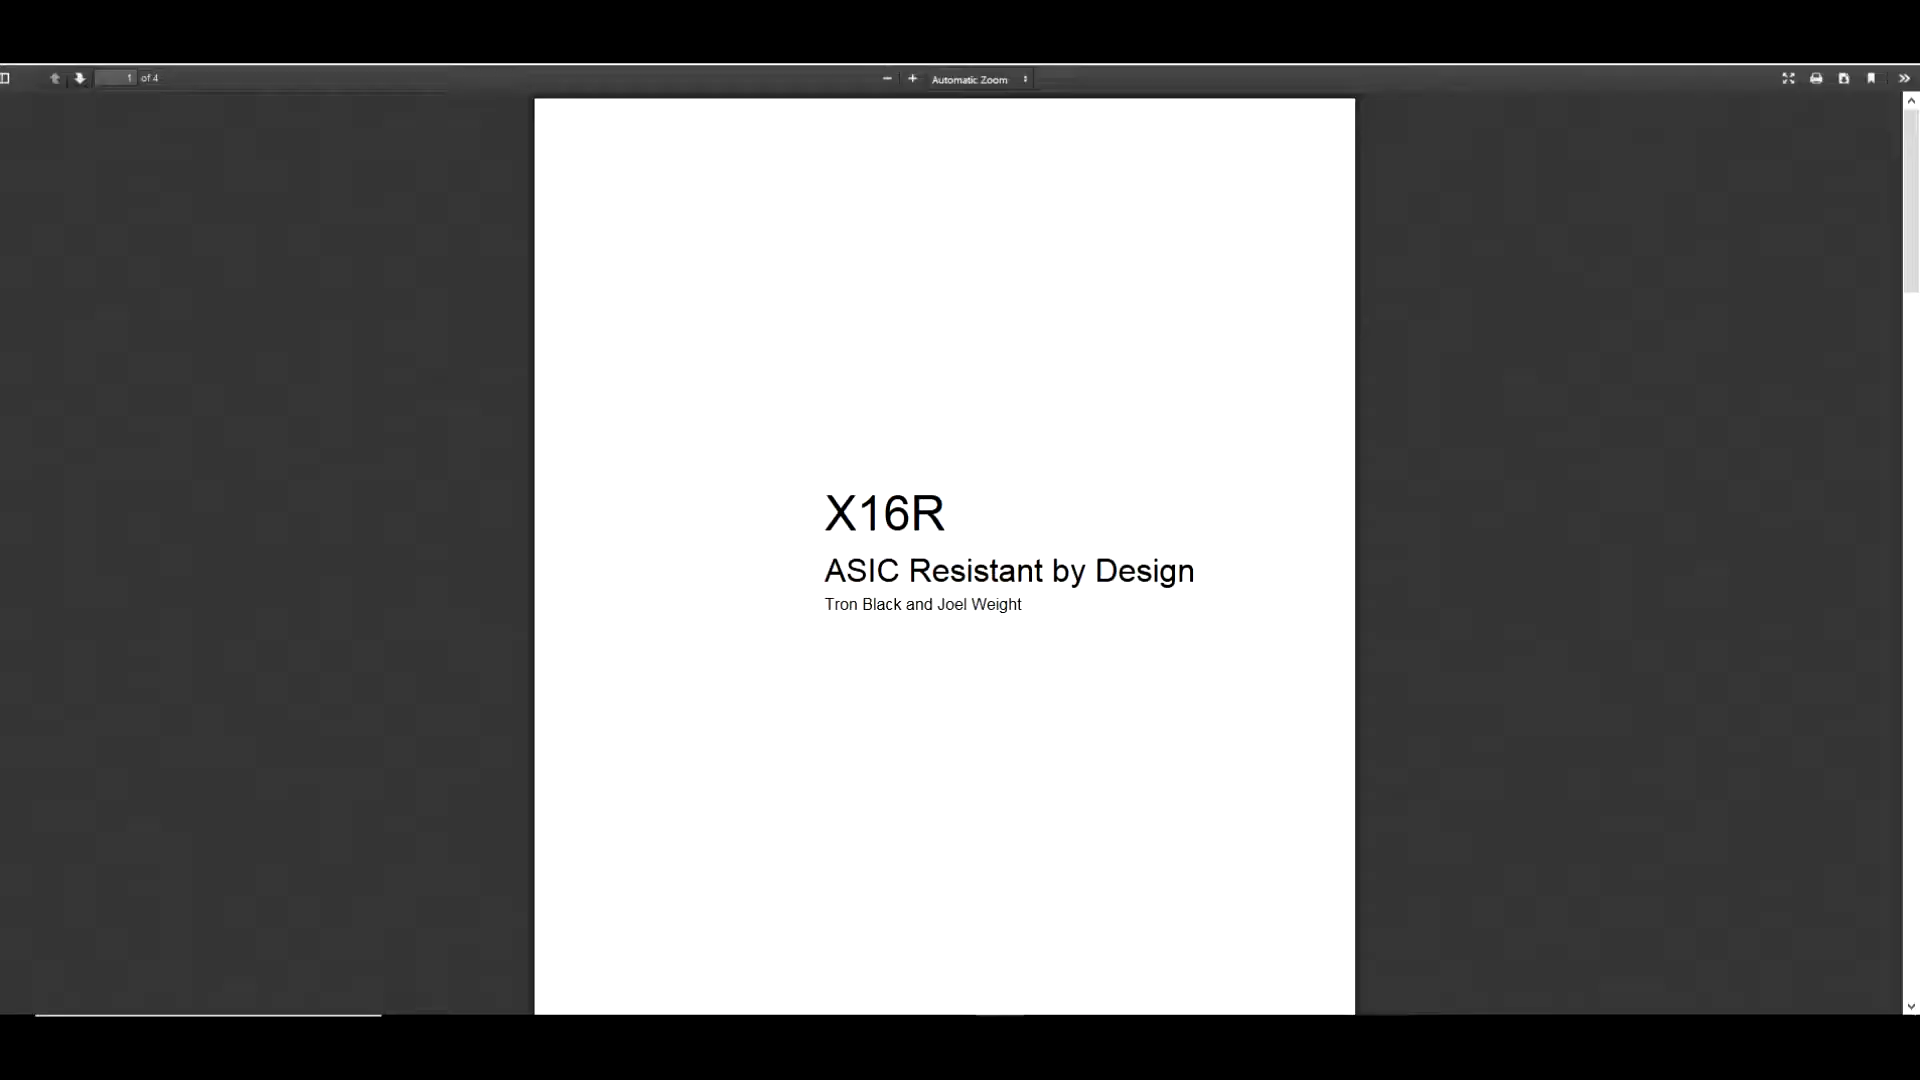 1 of 4
Automatic Zoom
X16R
ASIC Resistant by Design
Tron Black and Joel Weight